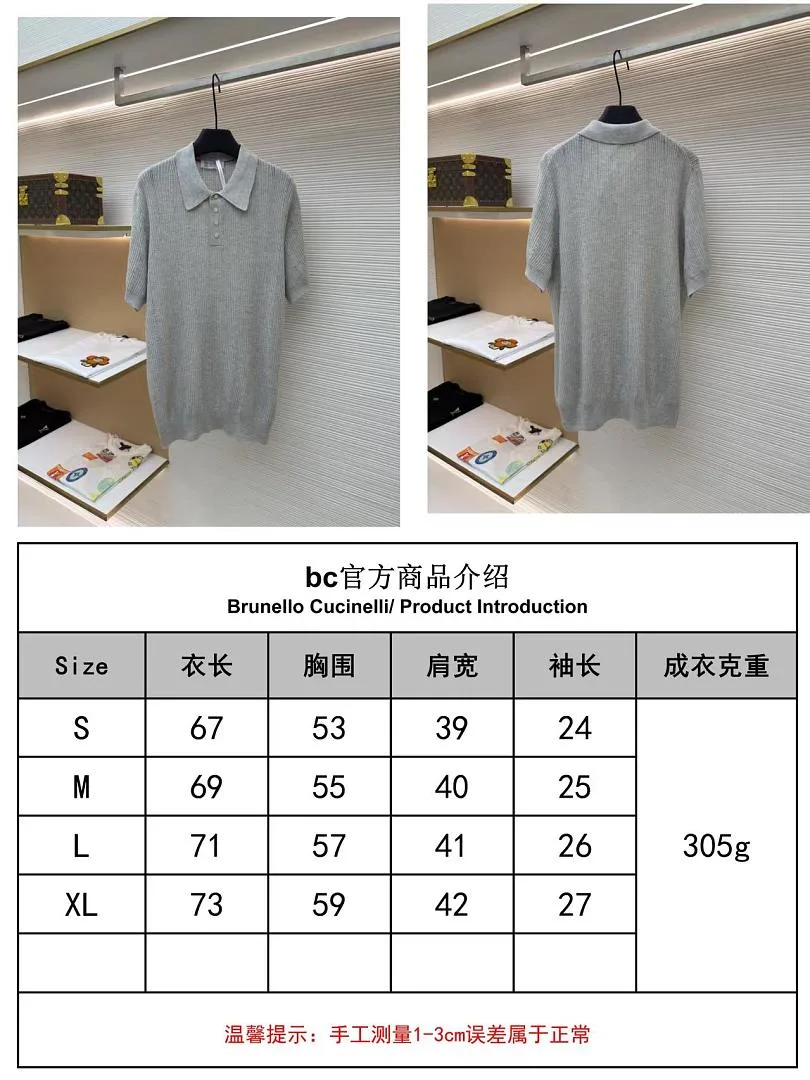 bc官方商品介绍
Brunello Cucinelli/ Product Introduction
Size 衣长 胸围 肩宽 袖长 成衣克重
S 67 53 39 24
M 69 55 40 25
L 71 57 41 26
305g
XL 73 59 42 27
温馨提示：手工测量1-3cm误差属于正常